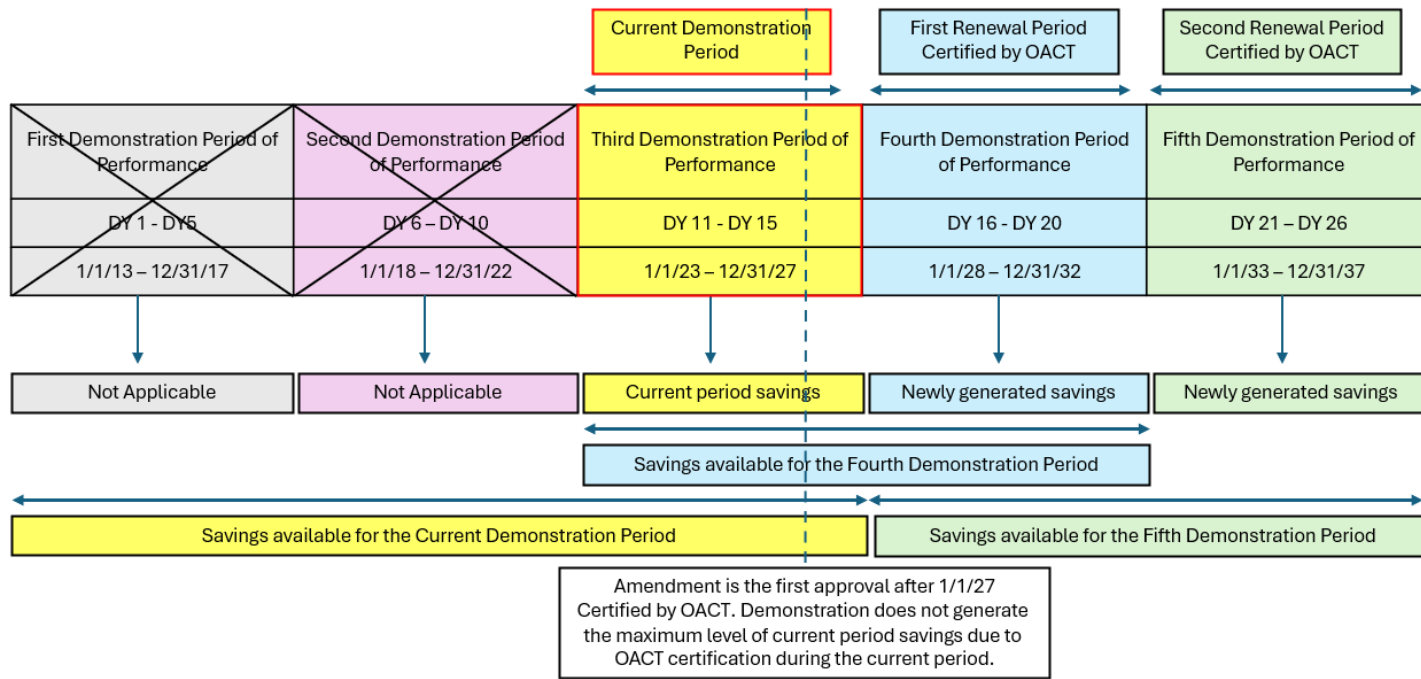 Current Demonstration
Period
First Renewal Period
Certified by OACT
Second Renewal Period
Certified by OACT
First Demonstration Period of
Performance
Second Demonstration Period
of Performance
Third Demonstration Period of
Performance
Fourth Demonstration Period
of Performance
Fifth Demonstration Period of
Performance
DY 1 - DY5
DY 6 – DY 10
DY 11 - DY 15
DY 16 - DY 20
DY 21 – DY 26
1/1/13 – 12/31/17
1/1/18 – 12/31/22
1/1/23 – 12/31/27
1/1/28 – 12/31/32
1/1/33 – 12/31/37
Not Applicable
Not Applicable
Current period savings
Newly generated savings
Newly generated savings
Savings available for the Fourth Demonstration Period
Savings available for the Current Demonstration Period
Savings available for the Fifth Demonstration Period
Amendment is the first approval after 1/1/27
Certified by OACT. Demonstration does not generate
the maximum level of current period savings due to
OACT certification during the current period.